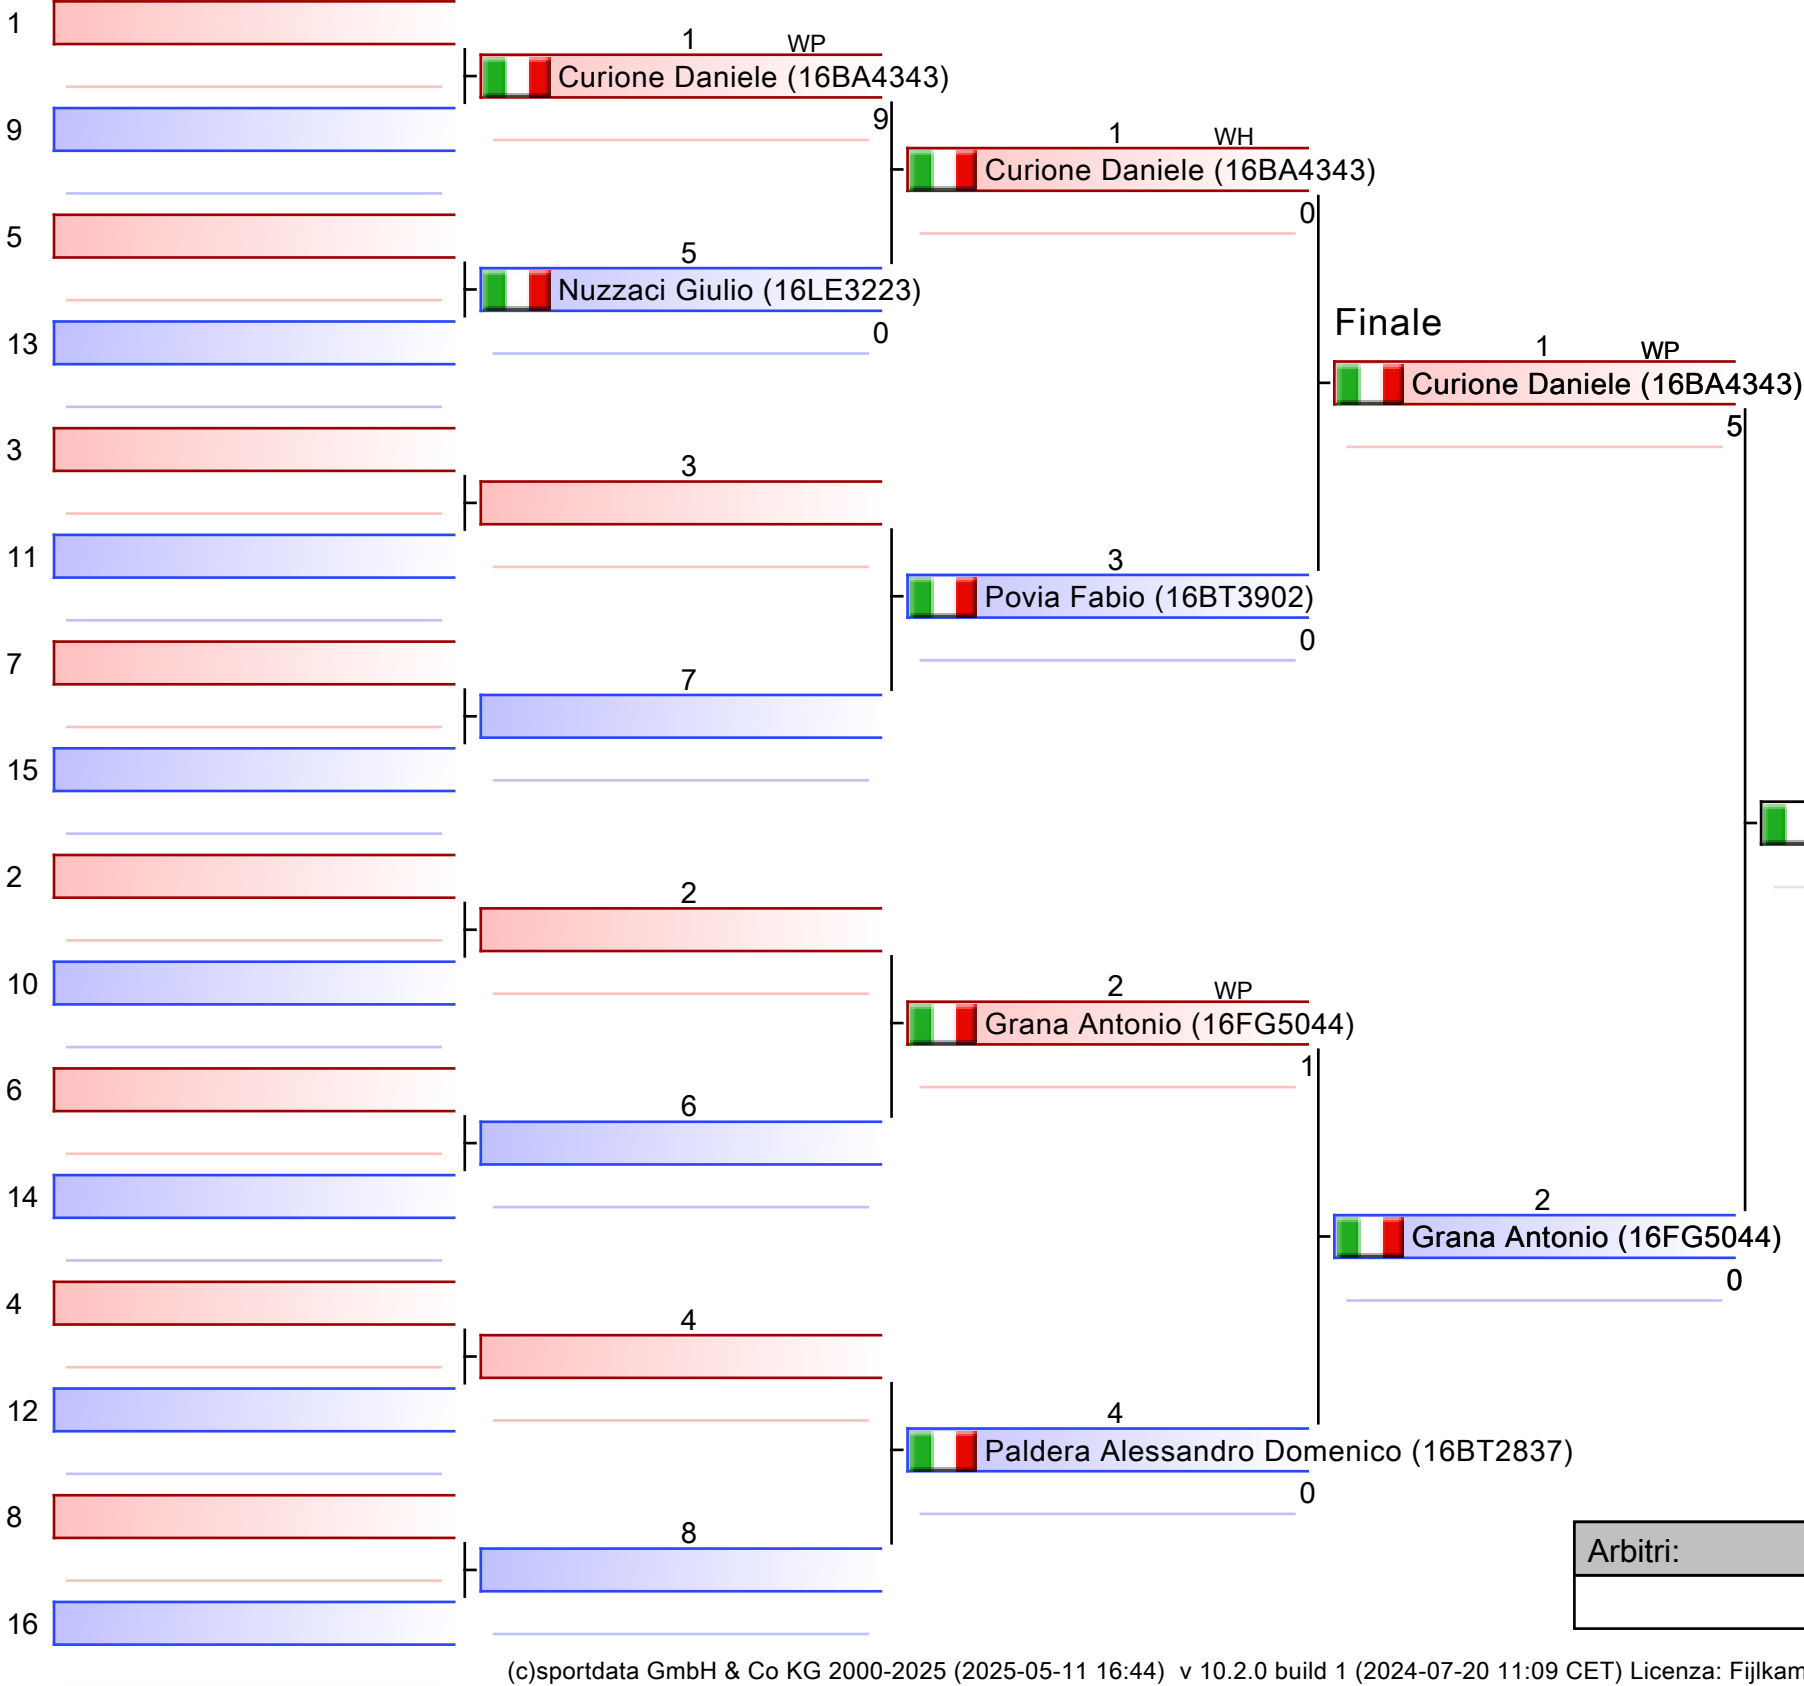 1
9
5
13
3
11
7
15
2
10
6
14
4
12
8
16
1 WP
Curione Daniele (16BA4343)
9
5
Nuzzaci Giulio (16LE3223)
0
3
7
2
6
4
8
1 WH
Curione Daniele (16BA4343)
0
3
Povia Fabio (16BT3902)
0
2 WP
Grana Antonio (16FG5044)
1
4
Paldera Alessandro Domenico (16BT2837)
0
Finale
1 WP
Curione Daniele (16BA4343)
5
2
Grana Antonio (16FG5044)
0
Arbitri:
(c)sportdata GmbH & Co KG 2000-2025 (2025-05-11 16:44) v 10.2.0 build 1 (2024-07-20 11:09 CET) Licenza: Fijlkam